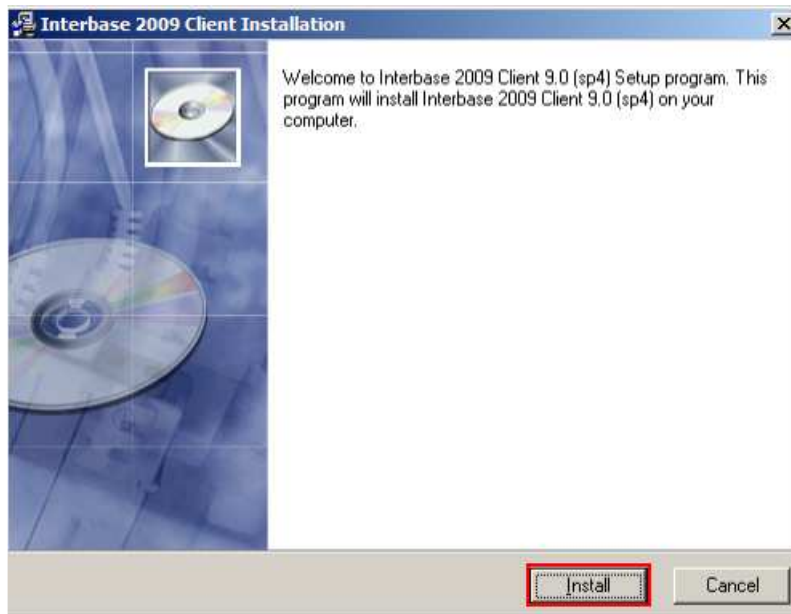 Interbase 2009 Client Installation
Welcome to Interbase 2009 Client 9.0 (sp4) Setup program. This
program will install Interbase 2009 Client 9.0 (sp4) on your
computer.
Install
Cancel